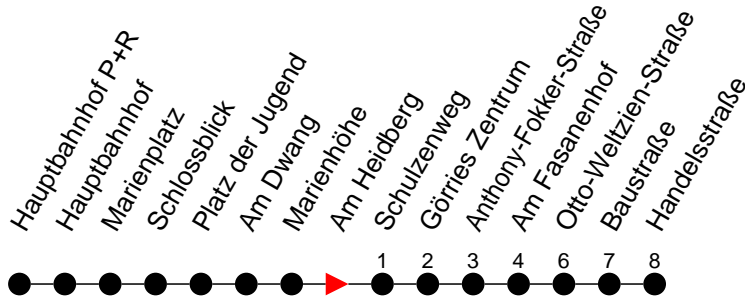 Hauptbahnhof P+R
Hauptbahnhof
Marienplatz
Schlossblick
Platz der Jugend
Am Dwang
Marienhöhe
Am Heidberg
Schulzenweg
Görries Zentrum
Anthony-Fokker-Straße
Am Fasanenhof
Otto-Weltzien-Straße
Baustraße
Handelsstraße
1 2 3 4 6 7 8